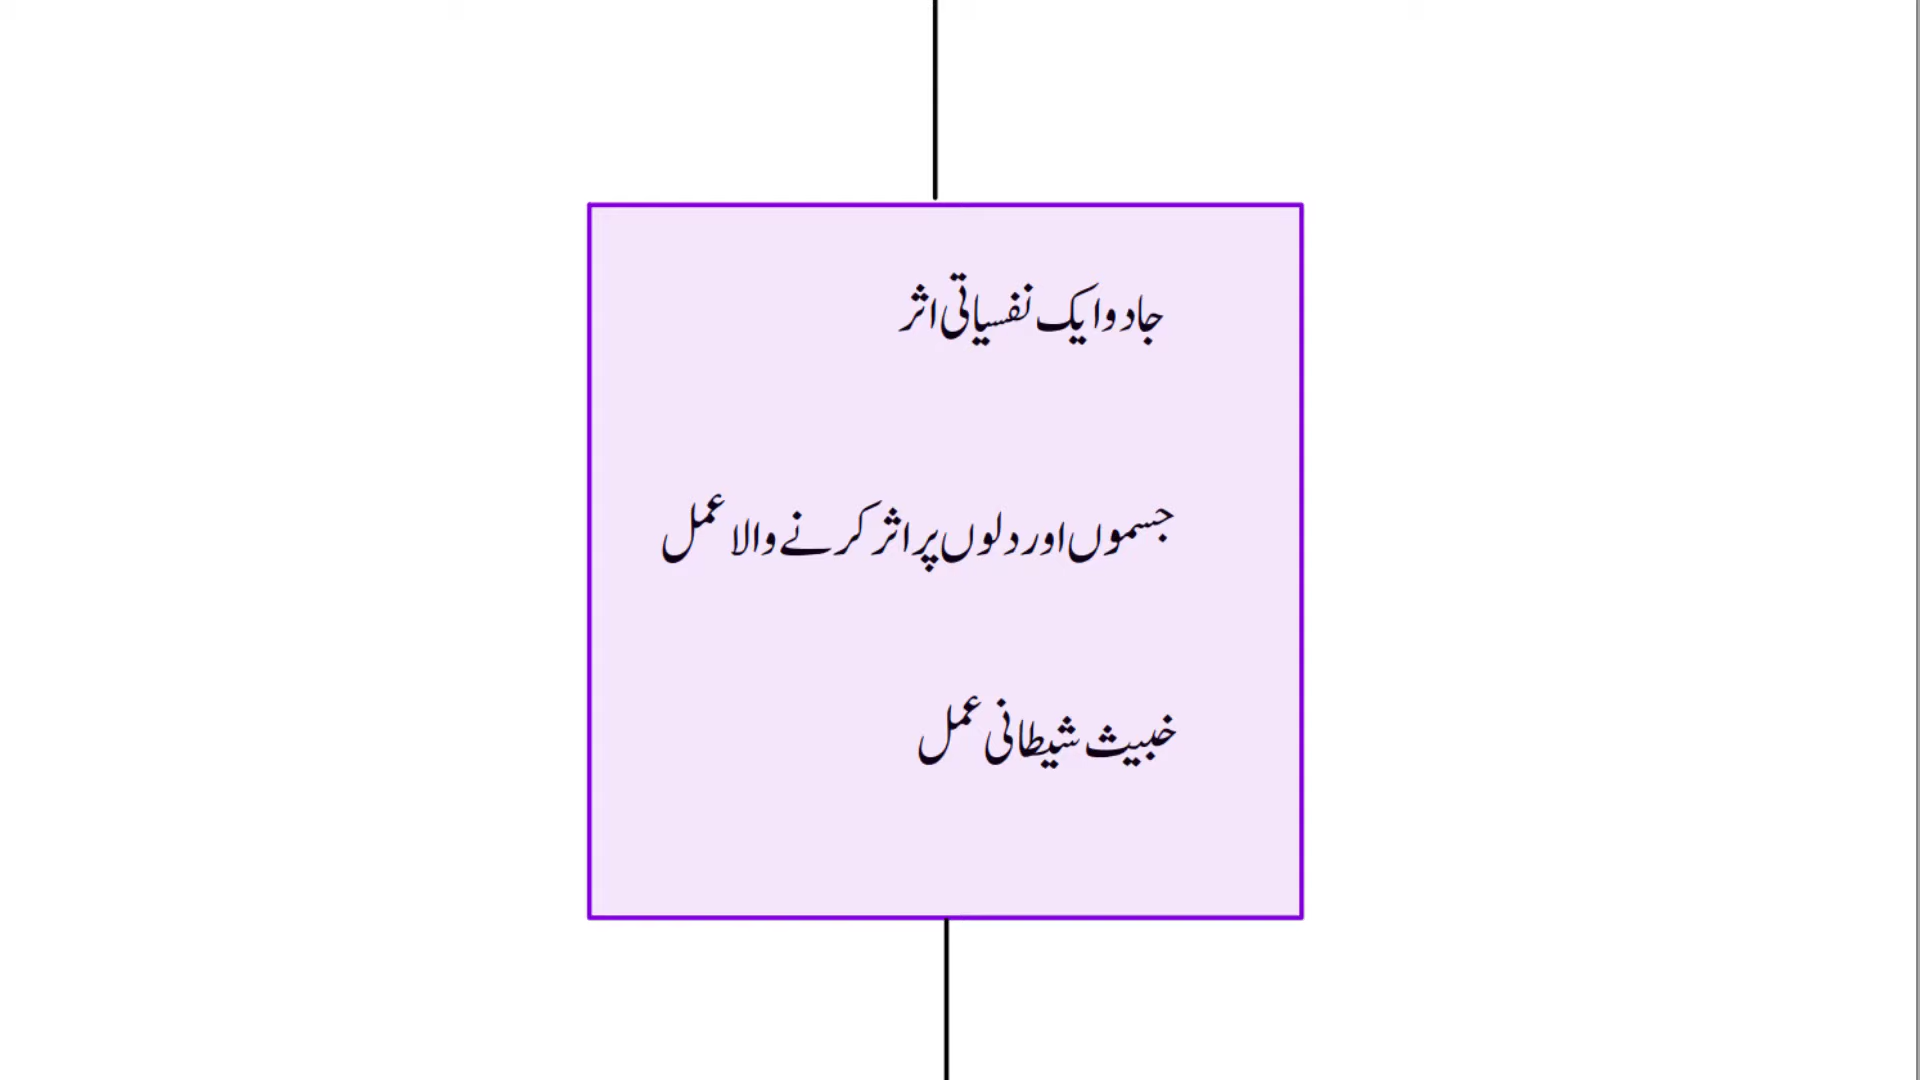 جادو ایک نفسیاتی اثر
جسموں اور دلوں پر اثر کرنے والا عمل
خبیث شیطانی عمل